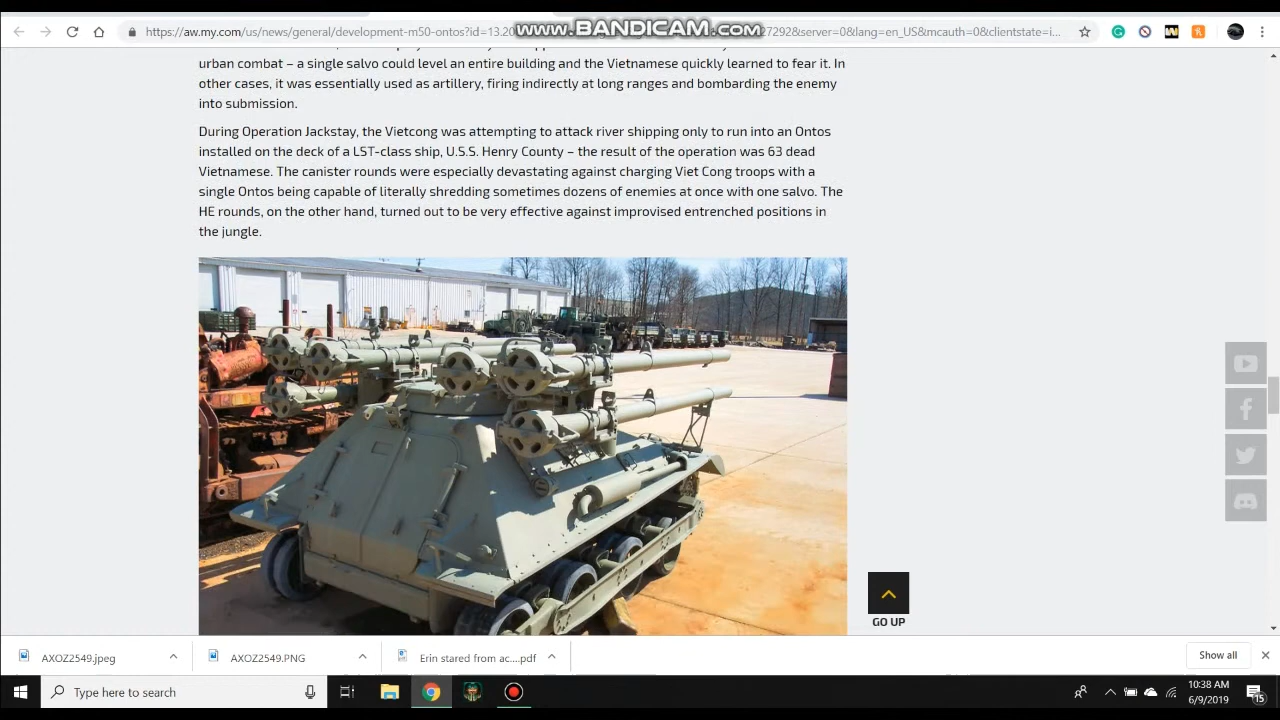 www.BANDICAM.com
https://aw.my.com/us/news/general/development-m50-ontos?id=13.20
27292&server=0&lang=en_US&mcauth=0&clientstate=i...
urban combat – a single salvo could level an entire building and the Vietnamese quickly learned to fear it. In
other cases, it was essentially used as artillery, firing indirectly at long ranges and bombarding the enemy
into submission.
During Operation Jackstay, the Vietcong was attempting to attack river shipping only to run into an Ontos
installed on the deck of a LST-class ship, U.S.S. Henry County – the result of the operation was 63 dead
Vietnamese. The canister rounds were especially devastating against charging Viet Cong troops with a
single Ontos being capable of literally shredding sometimes dozens of enemies at once with one salvo. The
HE rounds, on the other hand, turned out to be very effective against improvised entrenched positions in
the jungle.
GO UP
AXOZ2549.jpeg
AXOZ2549.PNG
Erin stared from ac....pdf
Show all
Type here to search
10:38 AM
6/9/2019
15